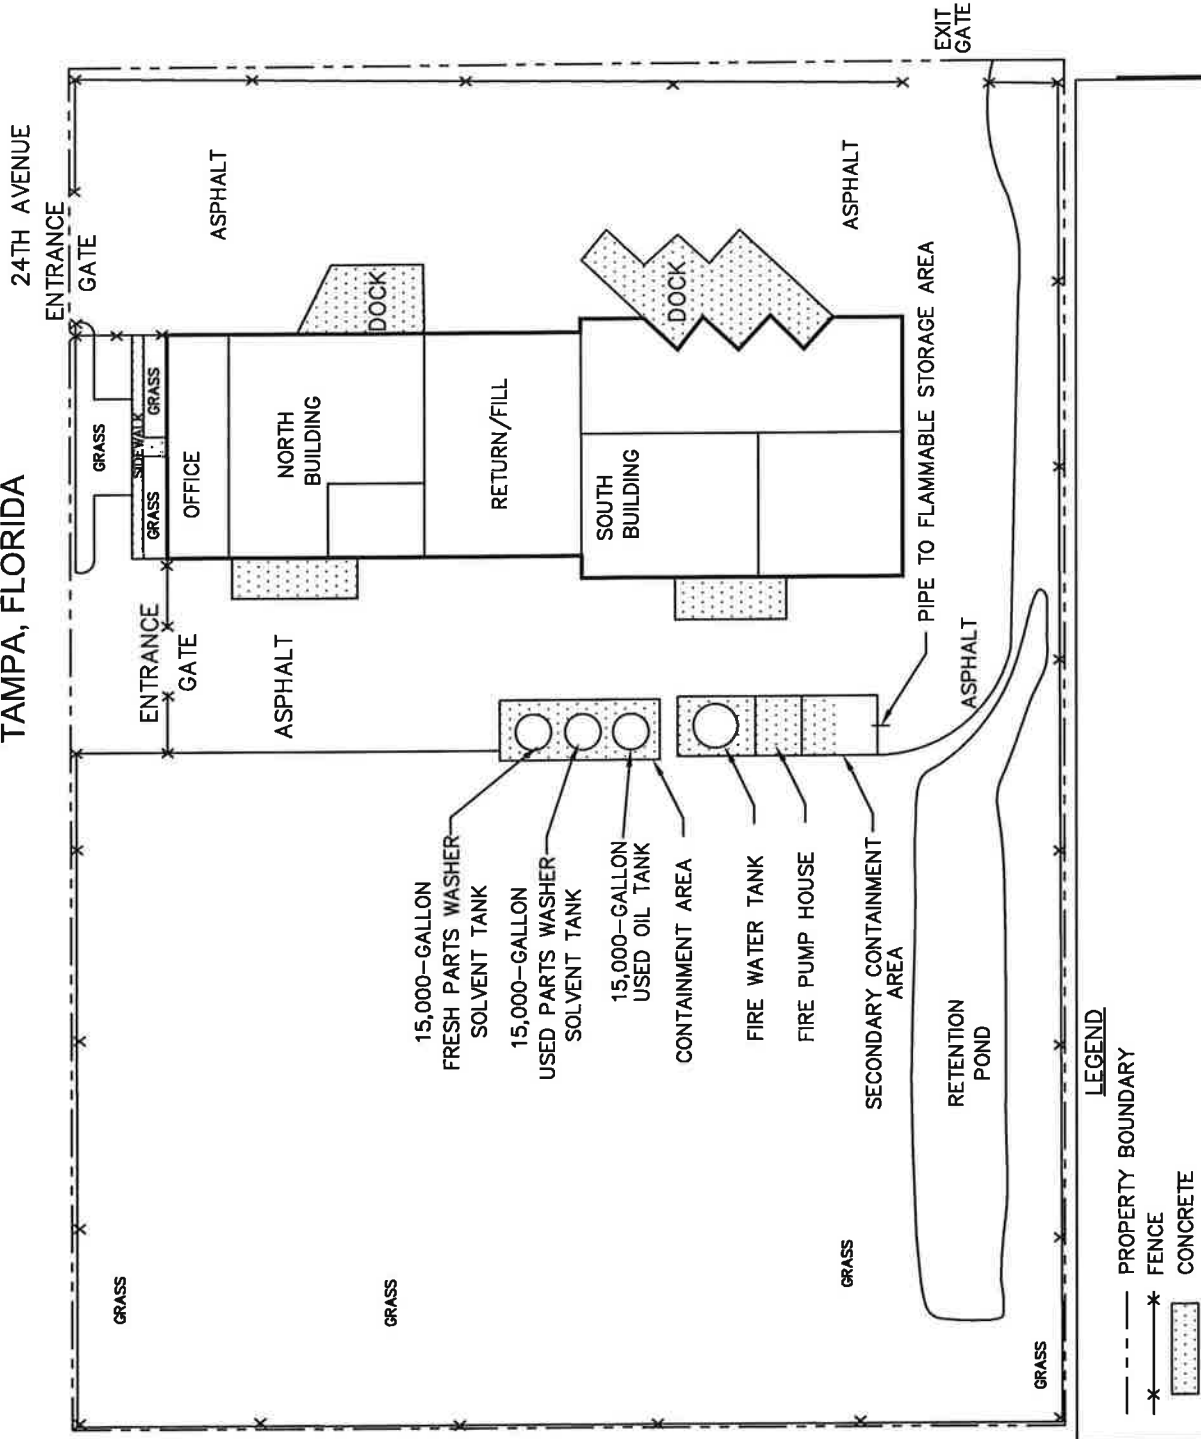 TAMPA, FLORIDA
24TH AVENUE
ENTRANCE
GATE
EXIT
GATE
ASPHALT
ASPHALT
GRASS
SIDEWALK
GRASS
GRASS
OFFICE
NORTH
BUILDING
DOCK
RETURN/FILL
SOUTH
BUILDING
DOCK
ENTRANCE
GATE
ASPHALT
PIPE TO FLAMMABLE STORAGE AREA
ASPHALT
15,000-GALLON
FRESH PARTS WASHER
SOLVENT TANK
15,000-GALLON
USED PARTS WASHER
SOLVENT TANK
15,000-GALLON
USED OIL TANK
CONTAINMENT AREA
FIRE WATER TANK
FIRE PUMP HOUSE
SECONDARY CONTAINMENT
AREA
RETENTION
POND
GRASS
GRASS
GRASS
GRASS
LEGEND
PROPERTY BOUNDARY
FENCE
CONCRETE